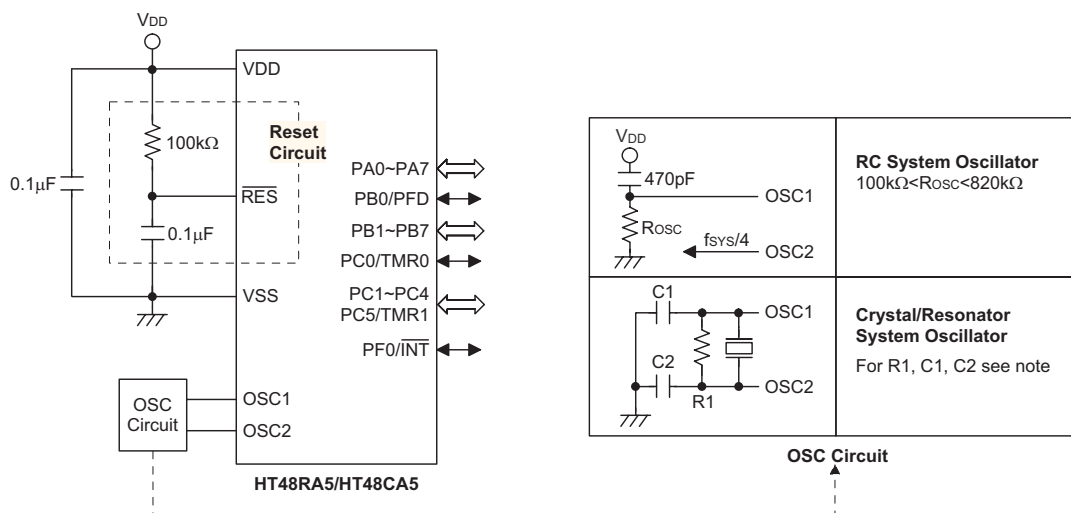 VDD
VDD
100kΩ
Reset
Circuit
0.1μF
RES
0.1μF
VSS
PA0~PA7
PB0/PFD
PB1~PB7
PC0/TMR0
PC1~PC4
PC5/TMR1
PF0/INT
OSC
Circuit
OSC1
OSC2
HT48RA5/HT48CA5
VDD
470pF
OSC1
ROSC
fSYS/4
OSC2
RC System Oscillator
100kΩ<ROSC<820kΩ
C1
OSC1
C2
OSC2
R1
Crystal/Resonator
System Oscillator
For R1, C1, C2 see note
OSC Circuit